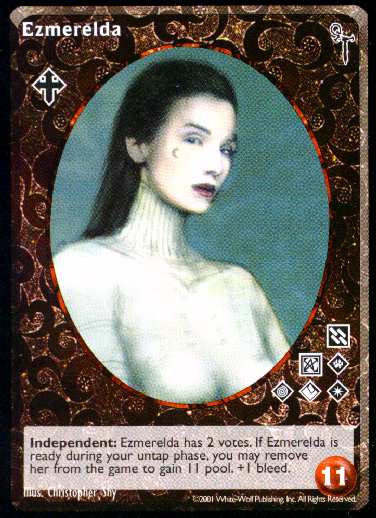 Ezmerelda
Independent: Ezmerelda has 2 votes. If Ezmerelda is
ready during your untap phase, you may remove
her from the game to gain 11 pool. +1 bleed.
11
Illus. Christopher Shy
©2001 White-Wolf Publishing, Inc. All Rights Reserved.